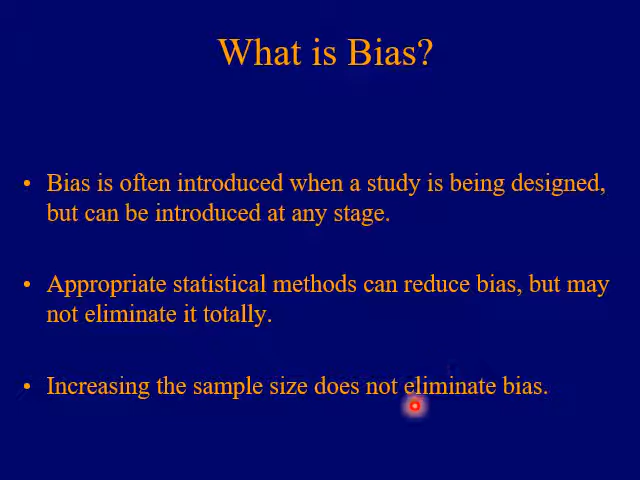 What is Bias?
• Bias is often introduced when a study is being designed,
but can be introduced at any stage.
• Appropriate statistical methods can reduce bias, but may
not eliminate it totally.
• Increasing the sample size does not eliminate bias.